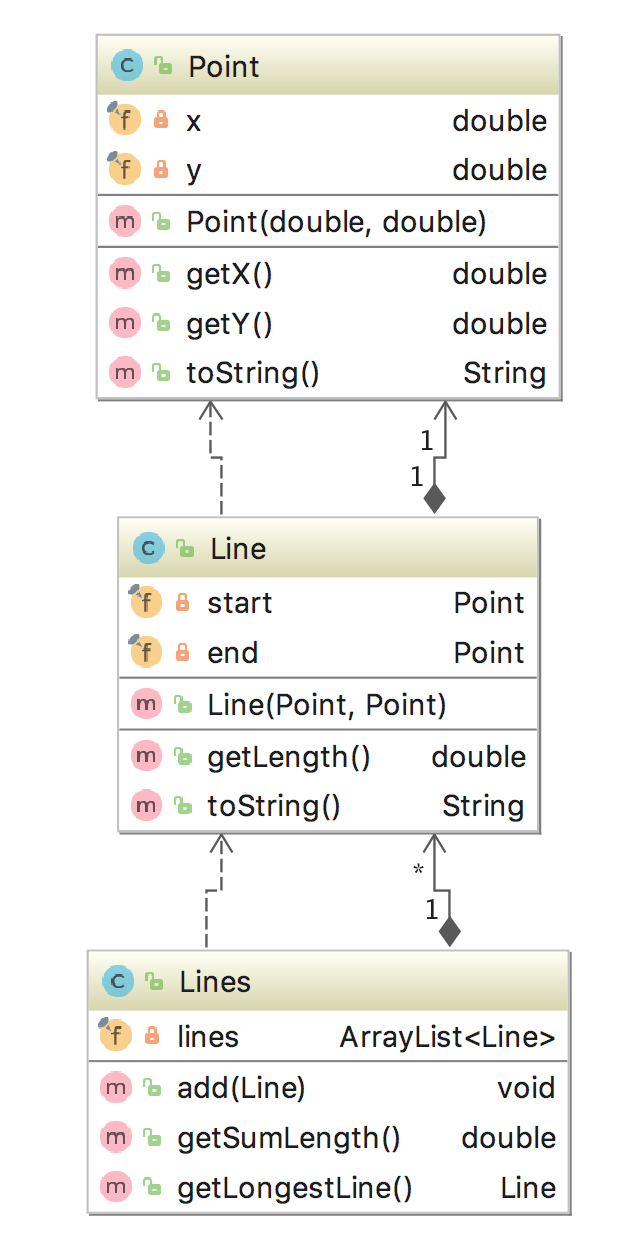 C Point
f x double
f y double
m Point(double, double)
m getX() double
m getY() double
m toString() String
1
1
C Line
f start Point
f end Point
m Line(Point, Point)
m getLength() double
m toString() String
*
1
C Lines
f lines ArrayList<Line>
m add(Line) void
m getSumLength() double
m getLongestLine() Line